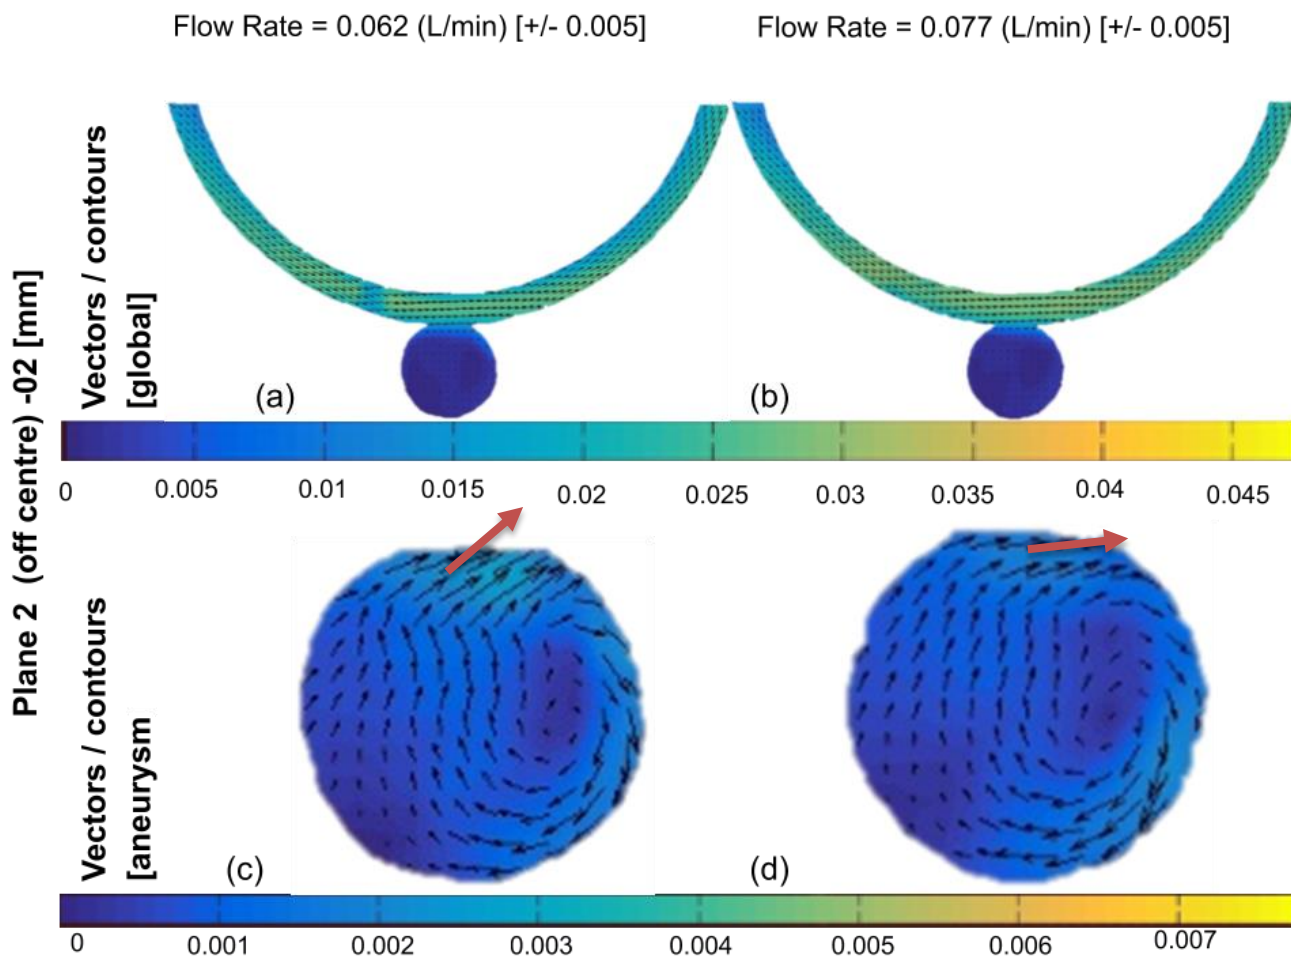 Flow Rate = 0.062 (L/min) [+/- 0.005]
Flow Rate = 0.077 (L/min) [+/- 0.005]
Plane 2 (off centre) -02 [mm]
Vectors / contours
[global]
(a)
(b)
0 0.005 0.01 0.015 0.02 0.025 0.03 0.035 0.04 0.045
Vectors / contours
[aneurysm
(c)
(d)
0 0.001 0.002 0.003 0.004 0.005 0.006 0.007